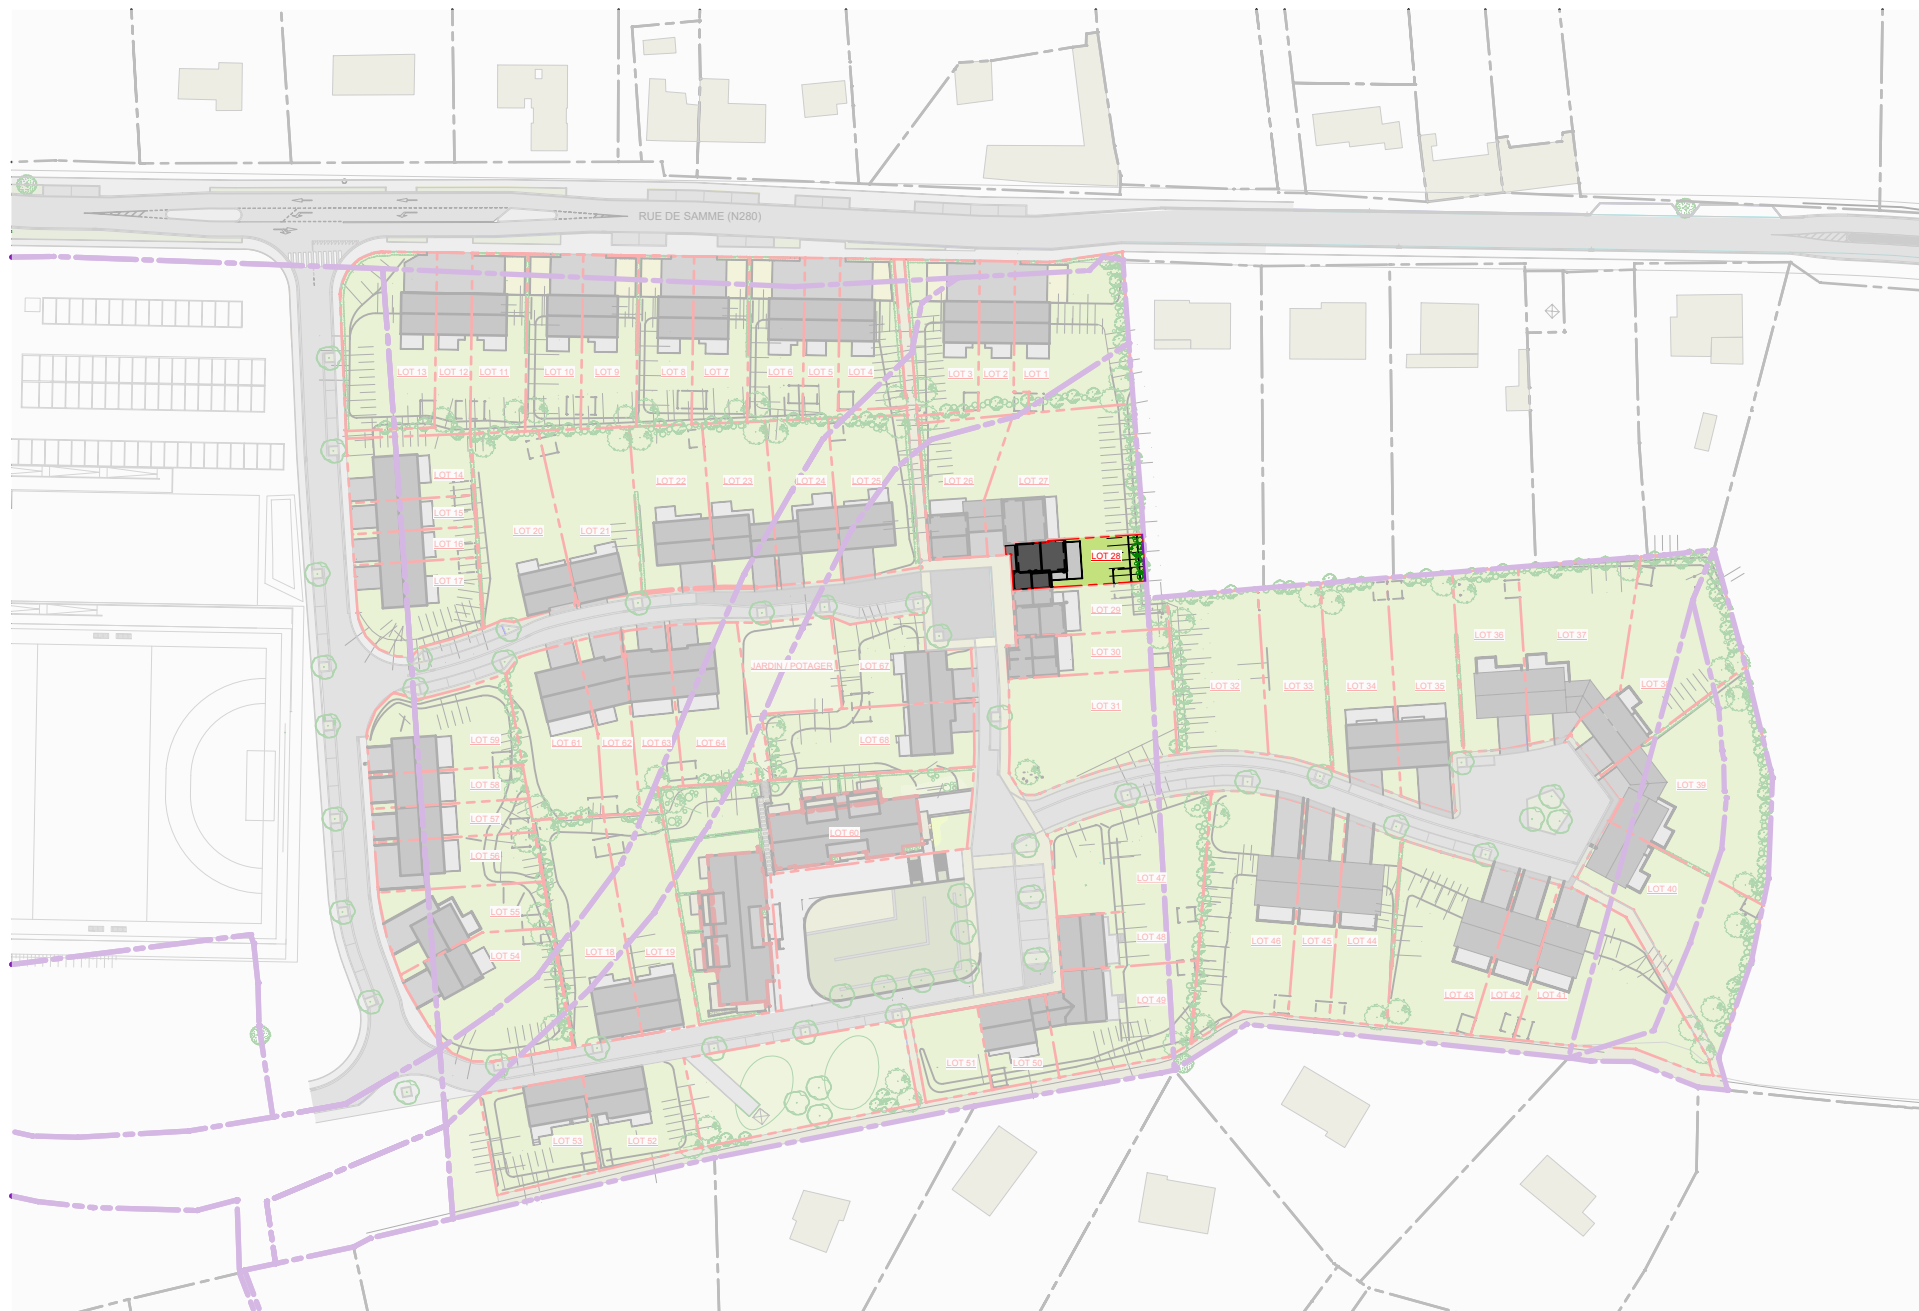 RUE DE SAMME (N280)
LOT 13
LOT 12
LOT 11
LOT 10
LOT 9
LOT 8
LOT 7
LOT 6
LOT 5
LOT 4
LOT 3
LOT 2
LOT 1
LOT 14
LOT 15
LOT 16
LOT 17
LOT 20
LOT 21
LOT 22
LOT 23
LOT 24
LOT 25
LOT 26
LOT 27
LOT 28
LOT 29
LOT 30
LOT 31
LOT 32
LOT 33
LOT 34
LOT 35
LOT 36
LOT 37
LOT 39
LOT 40
JARDIN / POTAGER
LOT 67
LOT 68
LOT 59
LOT 58
LOT 57
LOT 56
LOT 55
LOT 54
LOT 61
LOT 62
LOT 63
LOT 64
LOT 60
LOT 18
LOT 19
LOT 47
LOT 48
LOT 49
LOT 46
LOT 45
LOT 44
LOT 43
LOT 42
LOT 41
LOT 51
LOT 50
LOT 53
LOT 52